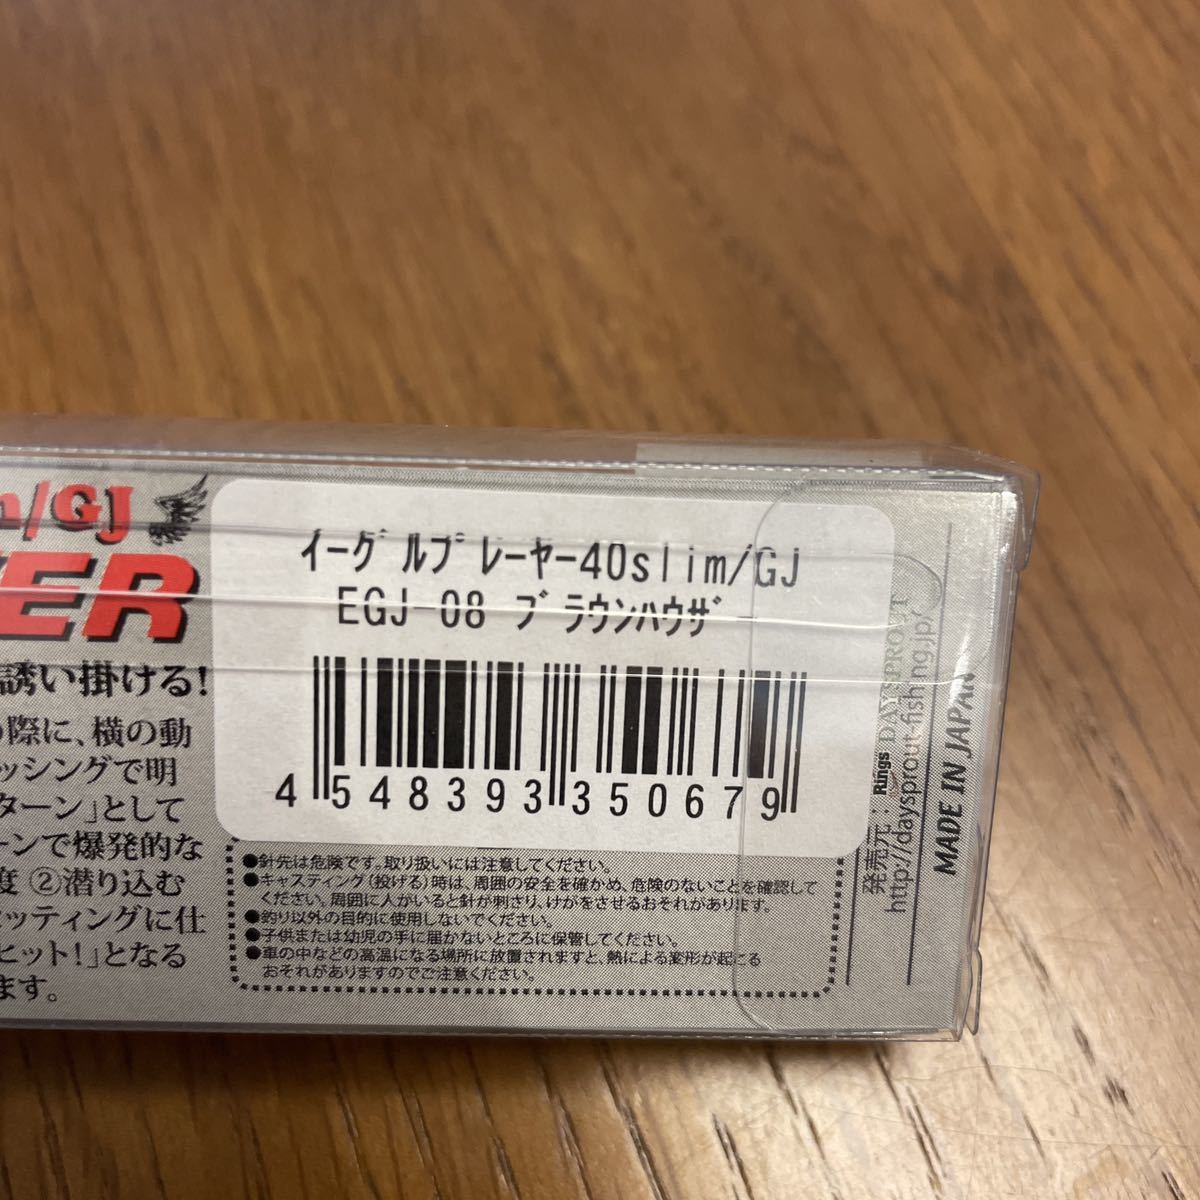 m/GJ
YER
誘い掛ける!
の際に、横の動
ッシングで明
ターン」として
ーンで爆発的な
度 ②潜り込む
セッティングに仕
ヒット!」となる
ます。
イーグルプレーヤー40slim/GJ
EGJ-08 ブラウンハウザー
4 548393 350679
●針先は危険です。取り扱いには注意してください。
●キャスティング(投げる)時は、周囲の安全を確かめ、危険のないことを確認して
ください。周囲に人がいると針が刺さり、けがをさせるおそれがあります。
●釣り以外の目的に使用しないでください。
●子供または幼児の手に届かないところに保管してください。
●車の中などの高温になる場所に放置されますと、熱による変形が起こる
おそれがありますのでご注意ください。
発売元: Rings DAYSPROUT
http://daysprout-fishing.jp/
MADE IN JAPAN